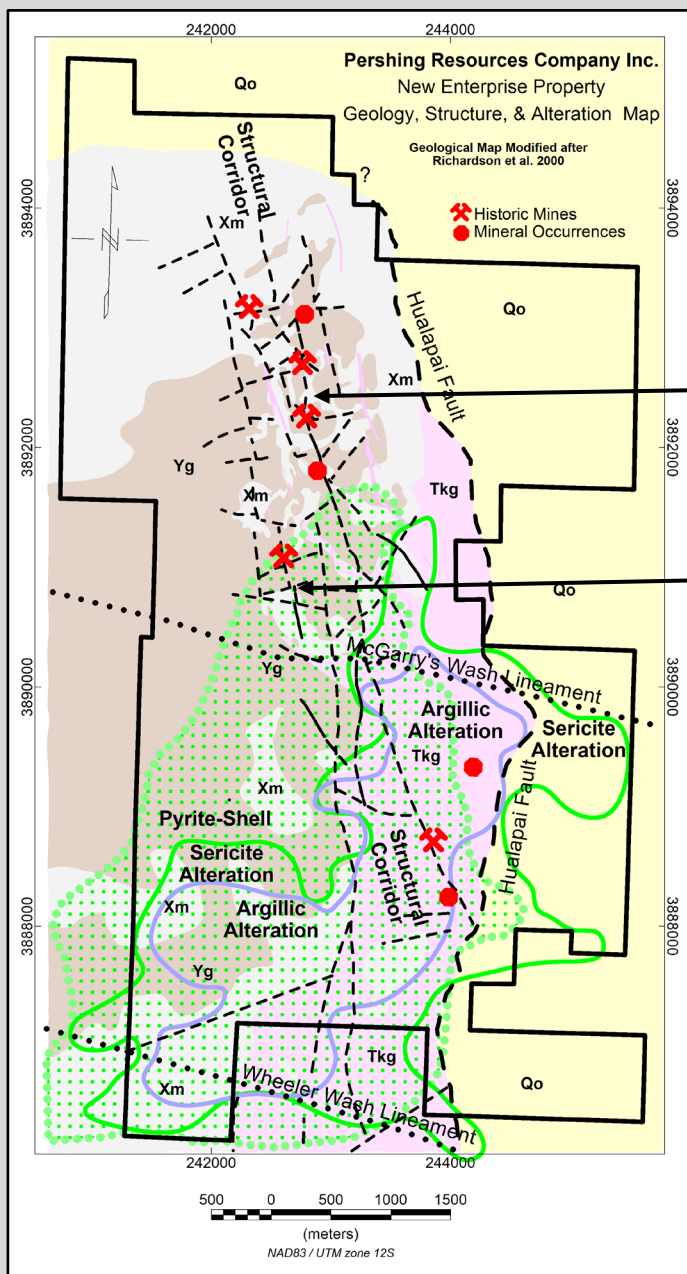 242000
244000
Pershing Resources Company Inc.
New Enterprise Property
Geology, Structure, & Alteration Map
Geological Map Modified after
Richardson et al. 2000
Historic Mines
Mineral Occurrences
Qo
Structural
Corridor
?
3894000
3894000
Xm
N
Qo
Hualapai Fault
Xm
3892000
3892000
Yg
Xm
Tkg
Qo
McGarry's Wash Lineament
Yg
3890000
3890000
Argillic
Alteration
Sericite
Alteration
Tkg
Xm
Pyrite-Shell
Hualapai Fault
Structural
Corridor
Sericite
Alteration
Xm
Argillic
Alteration
3888000
3888000
Yg
Tkg
Qo
Xm
Wheeler Wash Lineament
242000
244000
500 0 500 1000 1500
(meters)
NAD83 / UTM zone 12S